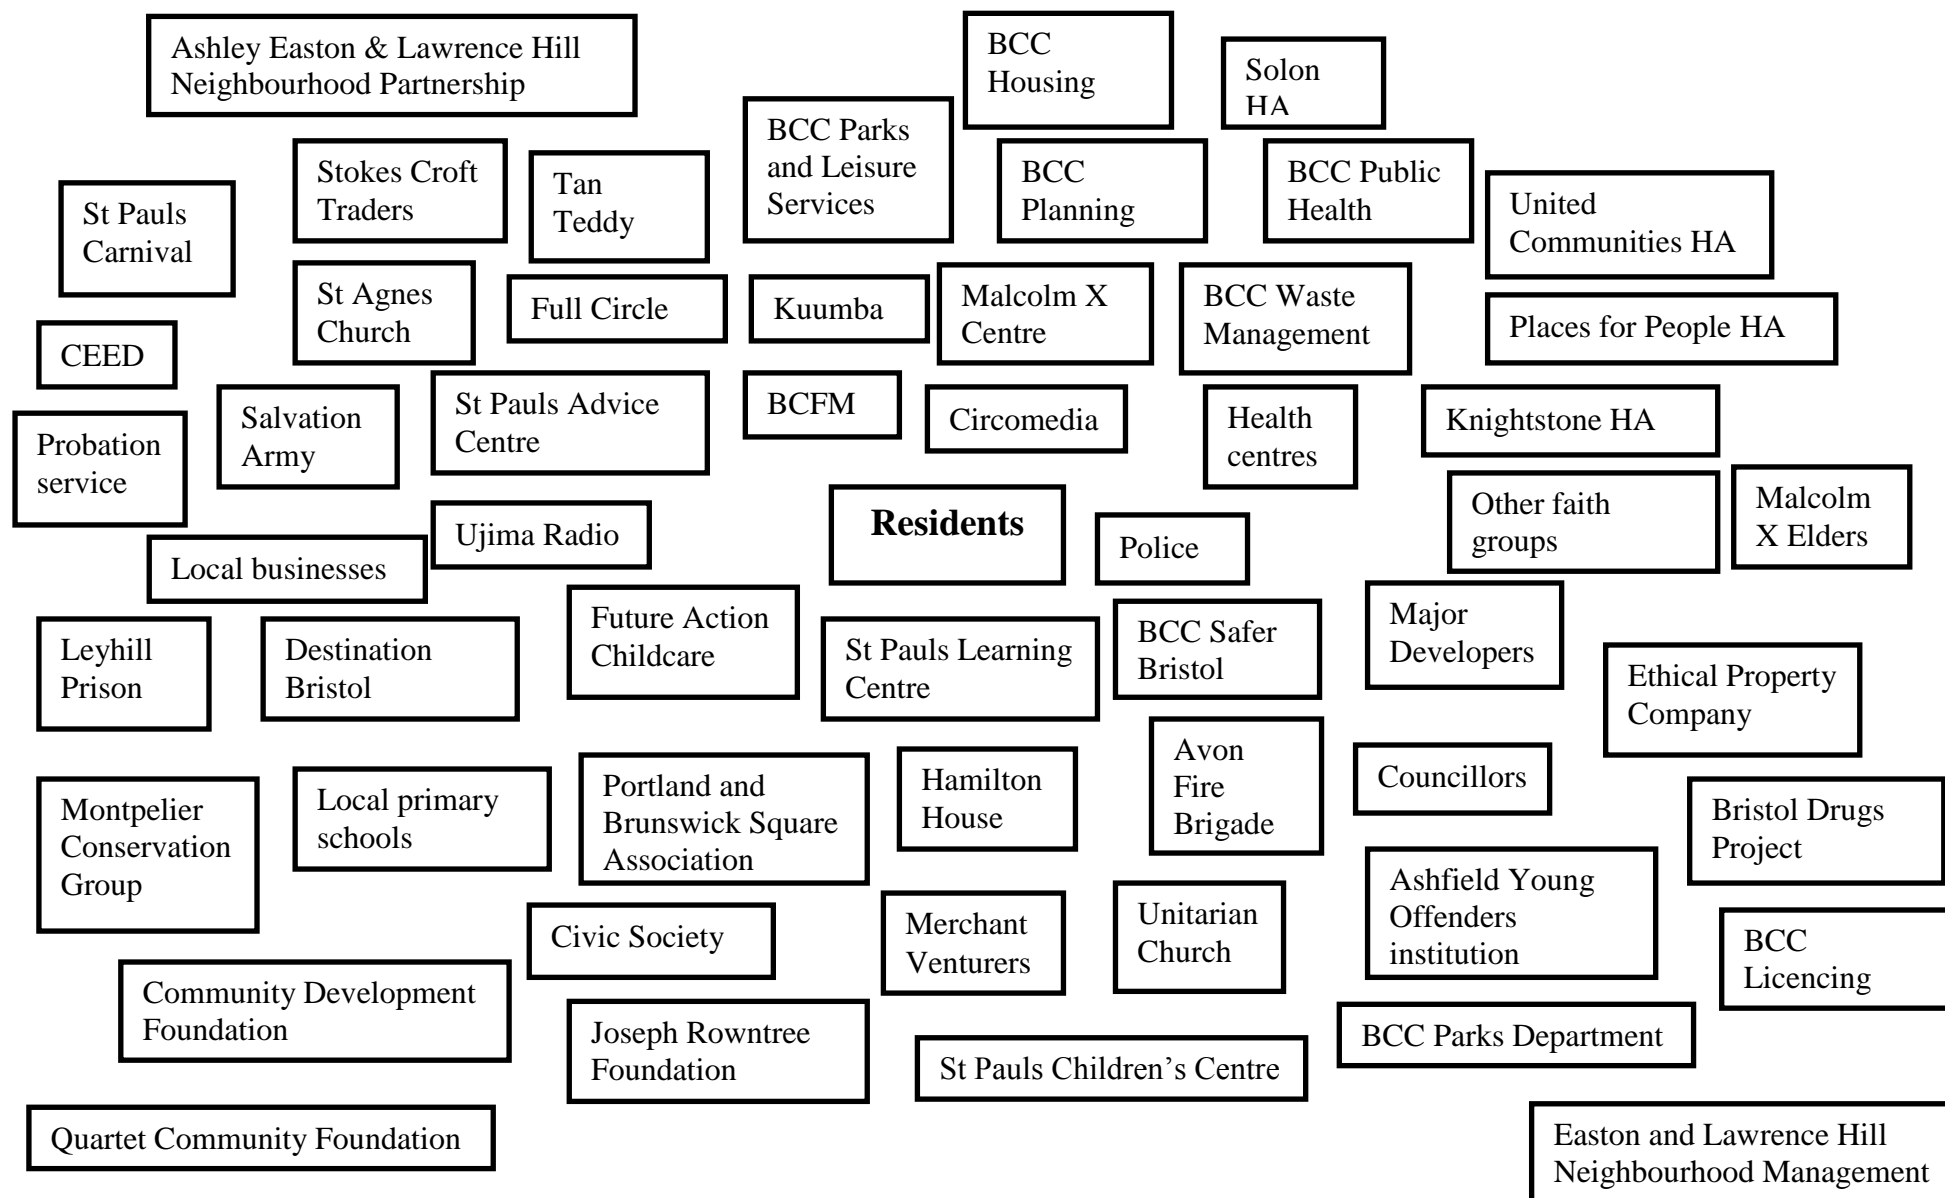 Ashley Easton & Lawrence Hill
Neighbourhood Partnership
BCC
Housing
Solon
HA
Stokes Croft
Traders
Tan
Teddy
BCC Parks
and Leisure
Services
BCC
Planning
BCC Public
Health
United
Communities HA
St Pauls
Carnival
St Agnes
Church
Full Circle
Kuumba
Malcolm X
Centre
BCC Waste
Management
Places for People HA
CEED
Salvation
Army
St Pauls Advice
Centre
BCFM
Circomedia
Health
centres
Knightstone HA
Probation
service
Ujima Radio
Residents
Police
Other faith
groups
Malcolm
X Elders
Local businesses
Leyhill
Prison
Destination
Bristol
Future Action
Childcare
St Pauls Learning
Centre
BCC Safer
Bristol
Major
Developers
Ethical Property
Company
Montpelier
Conservation
Group
Local primary
schools
Portland and
Brunswick Square
Association
Hamilton
House
Avon
Fire
Brigade
Councillors
Bristol Drugs
Project
Civic Society
Merchant
Venturers
Unitarian
Church
Ashfield Young
Offenders
institution
BCC
Licencing
Community Development
Foundation
Joseph Rowntree
Foundation
St Pauls Children’s Centre
BCC Parks Department
Quartet Community Foundation
Easton and Lawrence Hill
Neighbourhood Management